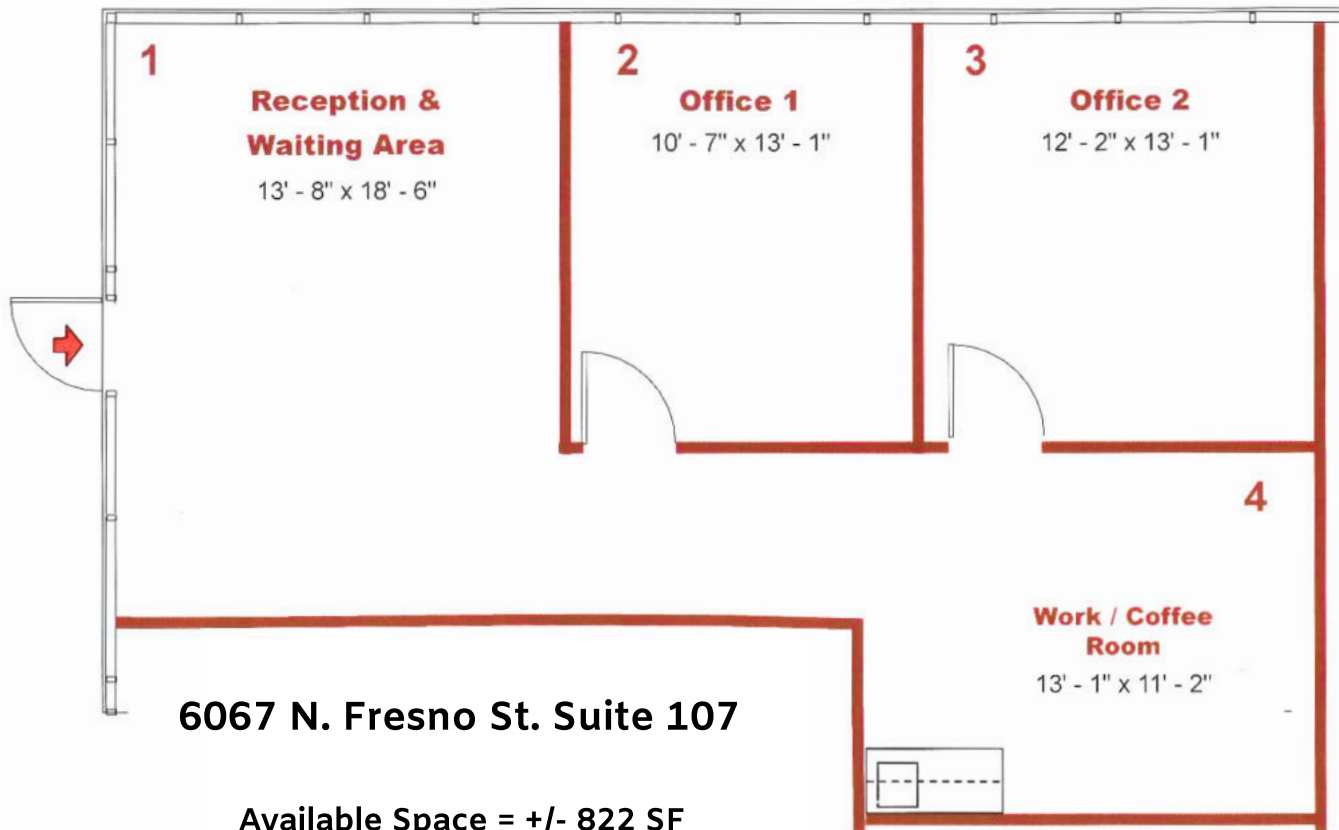 1
Reception &
Waiting Area
13' - 8" x 18' - 6"
2
Office 1
10' - 7" x 13' - 1"
3
Office 2
12' - 2" x 13' - 1"
4
Work / Coffee
Room
13' - 1" x 11' - 2"
6067 N. Fresno St. Suite 107
Available Space = +/- 822 SF